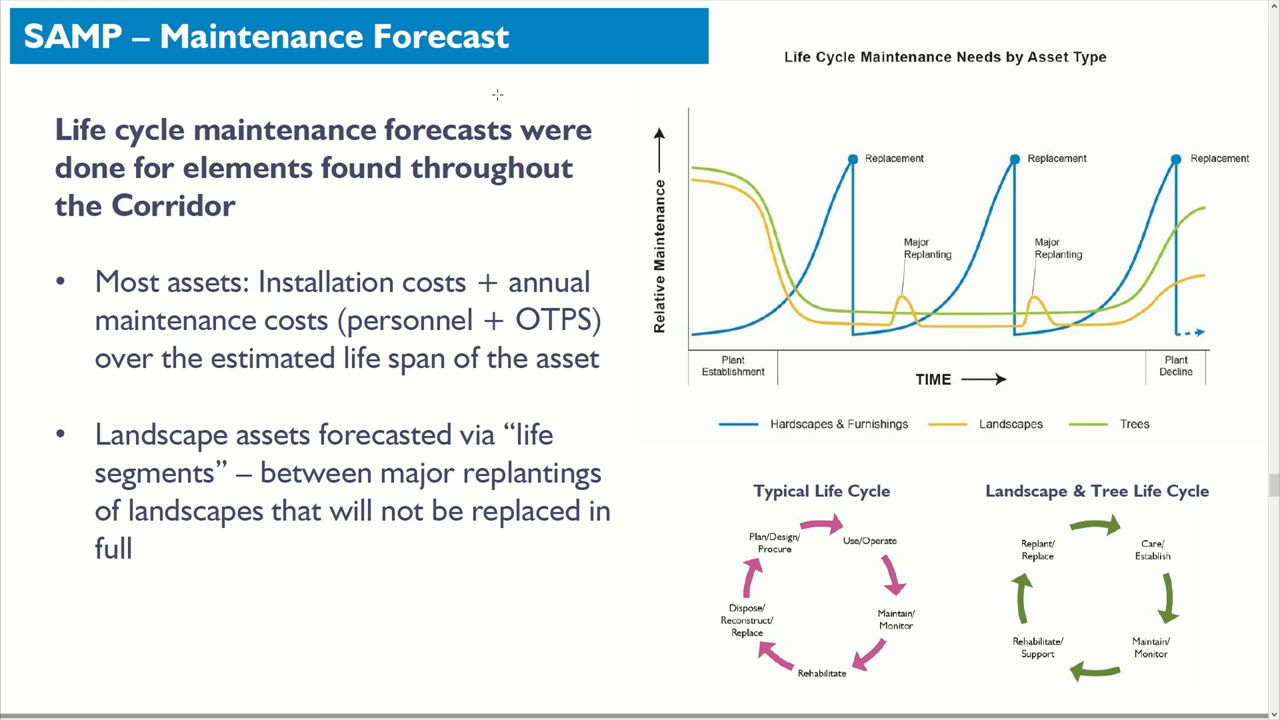 SAMP – Maintenance Forecast
Life cycle maintenance forecasts were
done for elements found throughout
the Corridor
• Most assets: Installation costs + annual
maintenance costs (personnel + OTPS)
over the estimated life span of the asset
• Landscape assets forecasted via “life
segments” – between major replantings
of landscapes that will not be replaced in
full
Life Cycle Maintenance Needs by Asset Type
Relative Maintenance
Replacement
Replacement
Replacement
Major
Replanting
Major
Replanting
Plant
Establishment
Plant
Decline
TIME
Hardscapes & Furnishings
Landscapes
Trees
Typical Life Cycle
Plan/Design/
Procure
Use/Operate
Maintain/
Monitor
Rehabilitate
Dispose/
Reconstruct/
Replace
Landscape & Tree Life Cycle
Replant/
Replace
Care/
Establish
Maintain/
Monitor
Rehabilitate/
Support